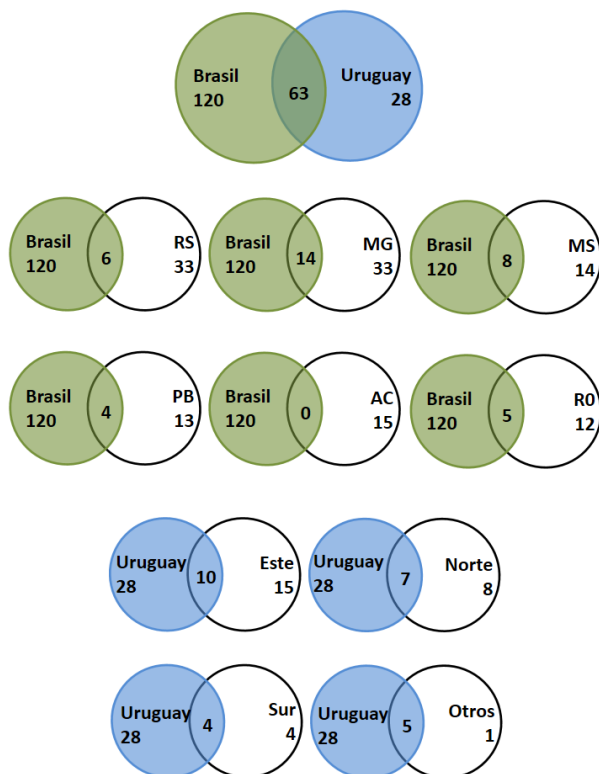 Brasil
120
63
Uruguay
28
Brasil
120
6
RS
33
Brasil
120
14
MG
33
Brasil
120
8
MS
14
Brasil
120
4
PB
13
Brasil
120
0
AC
15
Brasil
120
5
R0
12
Uruguay
28
10
Este
15
Uruguay
28
7
Norte
8
Uruguay
28
4
Sur
4
Uruguay
28
5
Otros
1